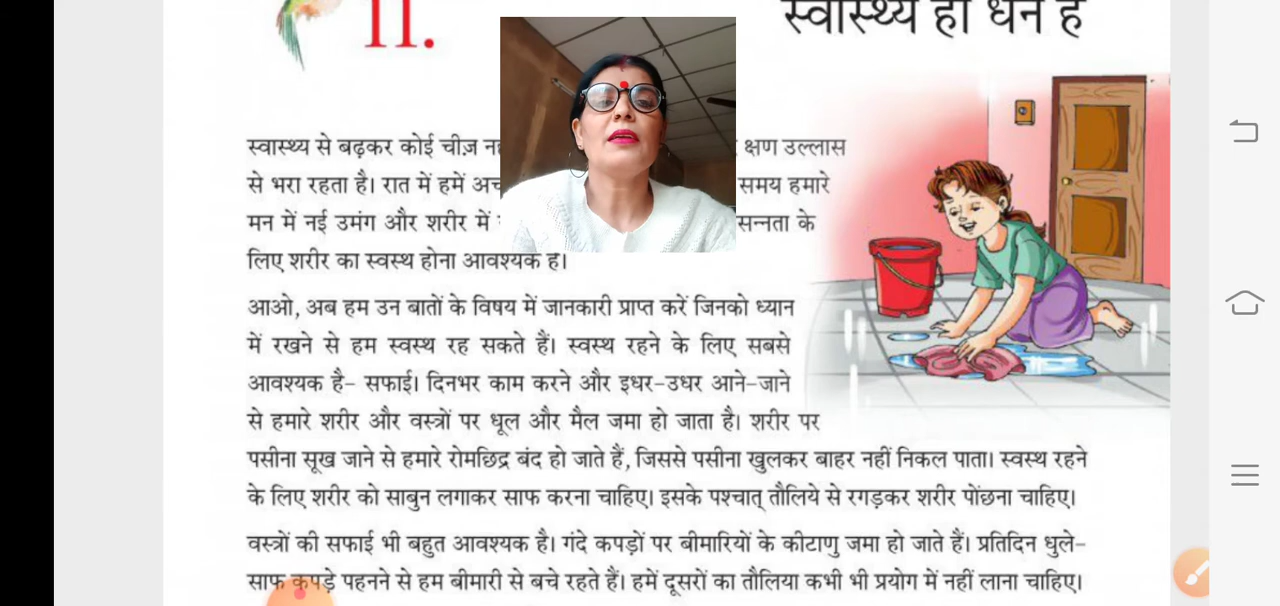 11.
स्वास्थ्य ही धन है
स्वास्थ्य से बढ़कर कोई चीज़ क्षण उल्लास
से भरा रहता है। रात में हमें समय हमारे
मन में नई उमंग और शरीर में के
लिए शरीर का स्वस्थ होना आवश्यक है।
आओ, अब हम उन बातों के विषय में जानकारी प्राप्त करें जिनको ध्यान
में रखने से हम स्वस्थ रह सकते हैं। स्वस्थ रहने के लिए सबसे
आवश्यक है– सफाई। दिनभर काम करने और इधर-उधर आने-जाने
से हमारे शरीर और वस्त्रों पर धूल और मैल जमा हो जाता है। शरीर पर
पसीना सूख जाने से हमारे रोमछिद्र बंद हो जाते हैं, जिससे पसीना खुलकर बाहर नहीं निकल पाता। स्वस्थ रहने
के लिए शरीर को साबुन लगाकर साफ करना चाहिए। इसके पश्चात् तौलिये से रगड़कर शरीर पोंछना चाहिए।
वस्त्रों की सफाई भी बहुत आवश्यक है। गंदे कपड़ों पर बीमारियों के कीटाणु जमा हो जाते हैं। प्रतिदिन धुले-
साफ कपड़े पहनने से हम बीमारी से बचे रहते हैं। हमें दूसरों का तौलिया कभी भी प्रयोग में नहीं लाना चाहिए।